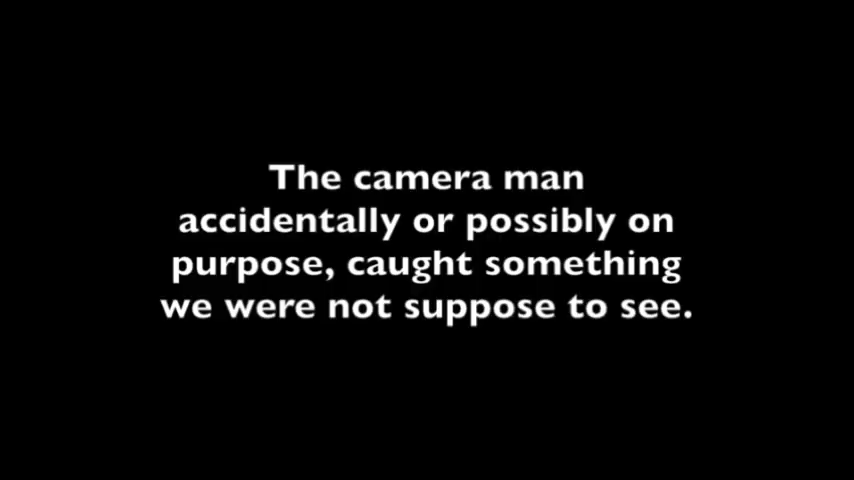 The camera man
accidentally or possibly on
purpose, caught something
we were not suppose to see.